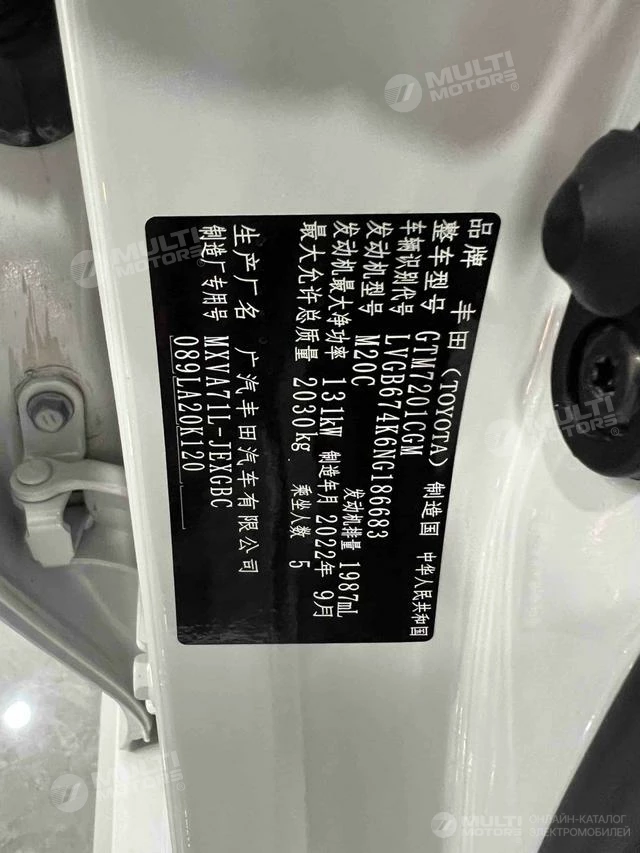 品牌 丰田(TOYOTA) 制造国 中华人民共和国
整车型号 GTM7201CGM
车辆识别代号 LVGB674K6NG186683
发动机型号 M20C 发动机排量 1987mL
发动机最大净功率 131kW 制造年月 2022年 9月
最大允许总质量 2030kg 乘坐人数 5
生产厂名 广汽丰田汽车有限公司
制造厂专用号 MXVA71L-JEXGBC
089LA20K120
MULTI MOTORS®
MULTI MOTORS®
MULTI MOTORS
MULTI MOTORS
MULTI MOTORS
MULTI MOTORS
ОНЛАЙН-КАТАЛОГ
ЭЛЕКТРОМОБИЛЕЙ